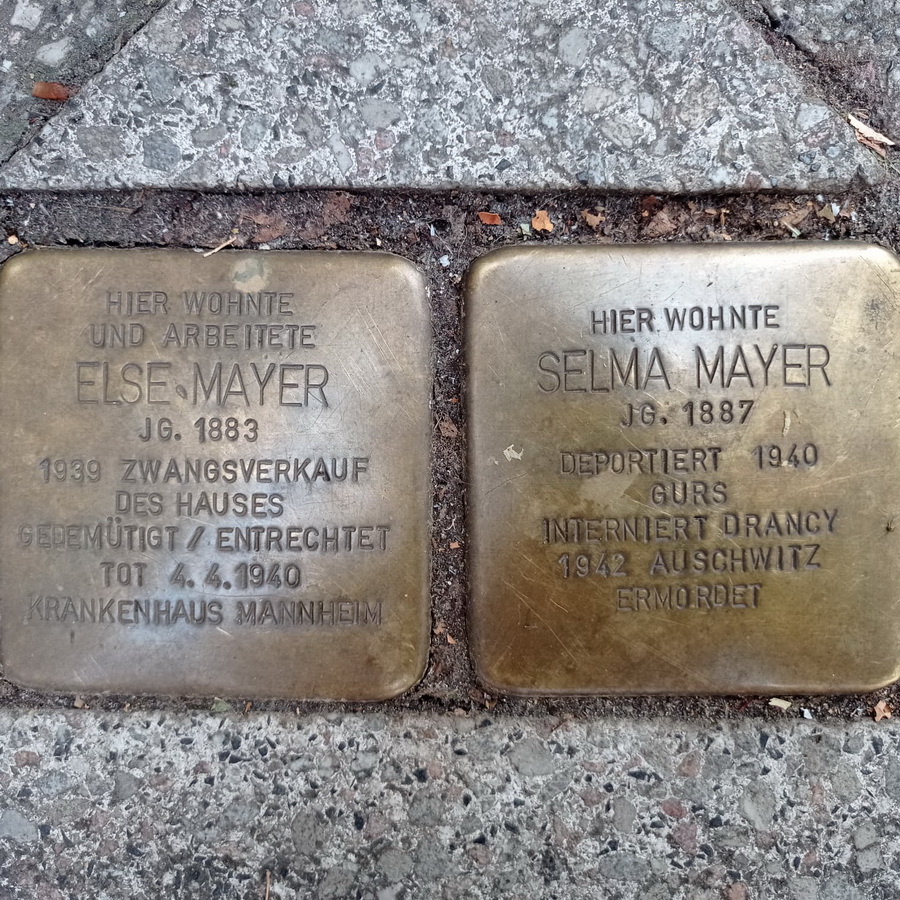 HIER WOHNTE
UND ARBEITETE
ELSE MAYER
JG. 1883
1939 ZWANGSVERKAUF
DES HAUSES
GEDEMÜTIGT / ENTRECHTET
TOT 4.4.1940
KRANKENHAUS MANNHEIM
HIER WOHNTE
SELMA MAYER
JG. 1887
DEPORTIERT 1940
GURS
INTERNIERT DRANCY
1942 AUSCHWITZ
ERMORDET